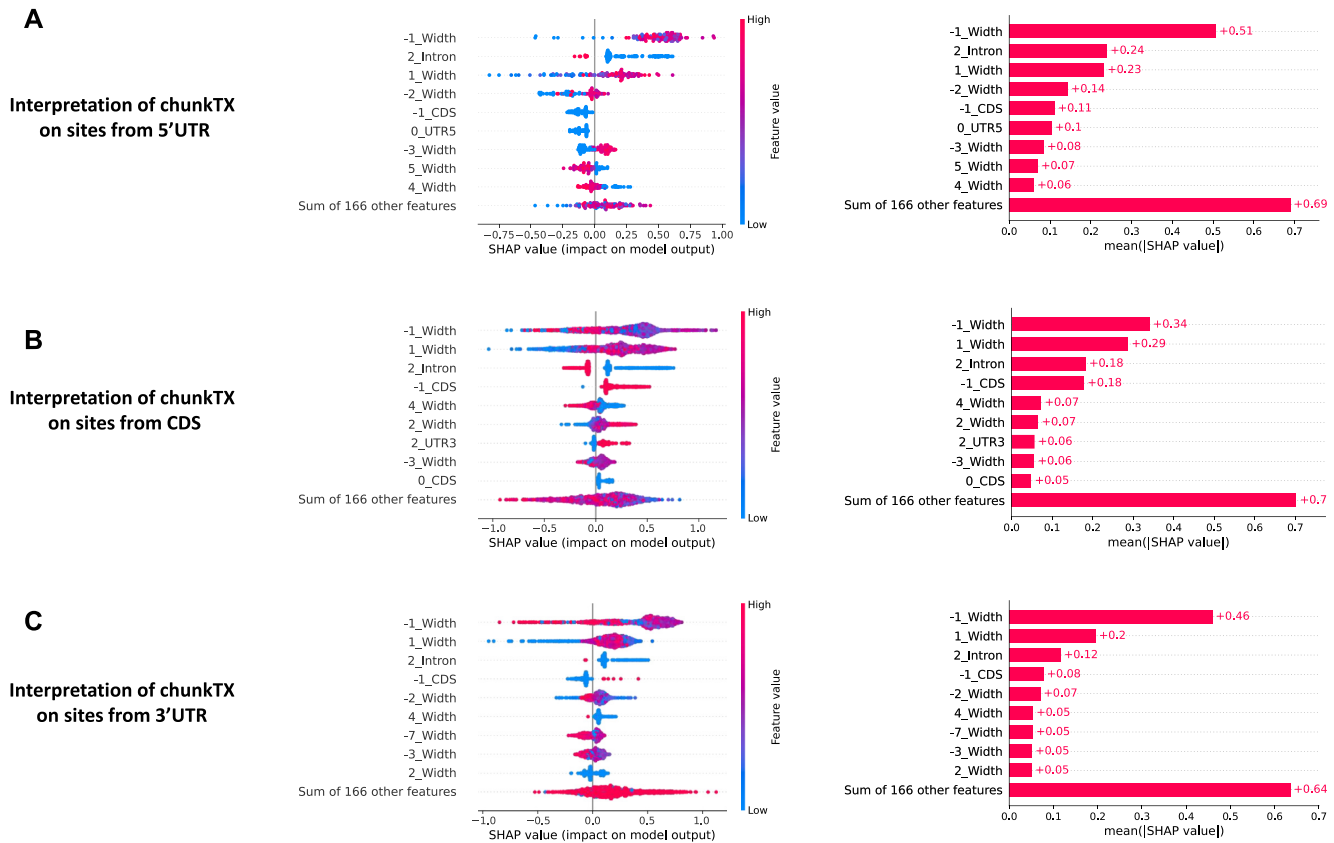 A
Interpretation of chunkTX
on sites from 5’UTR
-1_Width
2_Intron
1_Width
-2_Width
-1_CDS
0_UTR5
-3_Width
5_Width
4_Width
Sum of 166 other features
−0.75 −0.50 −0.25 0.00 0.25 0.50 0.75 1.00
SHAP value (impact on model output)
High
Feature value
Low
-1_Width +0.51
2_Intron +0.24
1_Width +0.23
-2_Width +0.14
-1_CDS +0.11
0_UTR5 +0.1
-3_Width +0.08
5_Width +0.07
4_Width +0.06
Sum of 166 other features +0.69
0.0 0.1 0.2 0.3 0.4 0.5 0.6 0.7
mean(|SHAP value|)
B
Interpretation of chunkTX
on sites from CDS
-1_Width
1_Width
2_Intron
-1_CDS
4_Width
2_Width
2_UTR3
-3_Width
0_CDS
Sum of 166 other features
−1.0 −0.5 0.0 0.5 1.0
SHAP value (impact on model output)
High
Feature value
Low
-1_Width +0.34
1_Width +0.29
2_Intron +0.18
-1_CDS +0.18
4_Width +0.07
2_Width +0.07
2_UTR3 +0.06
-3_Width +0.06
0_CDS +0.05
Sum of 166 other features +0.7
0.0 0.1 0.2 0.3 0.4 0.5 0.6 0.7
mean(|SHAP value|)
C
Interpretation of chunkTX
on sites from 3’UTR
-1_Width
1_Width
2_Intron
-1_CDS
-2_Width
4_Width
-7_Width
-3_Width
2_Width
Sum of 166 other features
−1.0 −0.5 0.0 0.5 1.0
SHAP value (impact on model output)
High
Feature value
Low
-1_Width +0.46
1_Width +0.2
2_Intron +0.12
-1_CDS +0.08
-2_Width +0.07
4_Width +0.05
-7_Width +0.05
-3_Width +0.05
2_Width +0.05
Sum of 166 other features +0.64
0.0 0.1 0.2 0.3 0.4 0.5 0.6
mean(|SHAP value|)